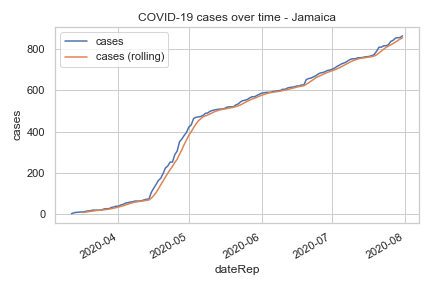 COVID-19 cases over time - Jamaica
cases
cases (rolling)
800
600
400
200
0
cases
2020-04
2020-05
2020-06
2020-07
2020-08
dateRep